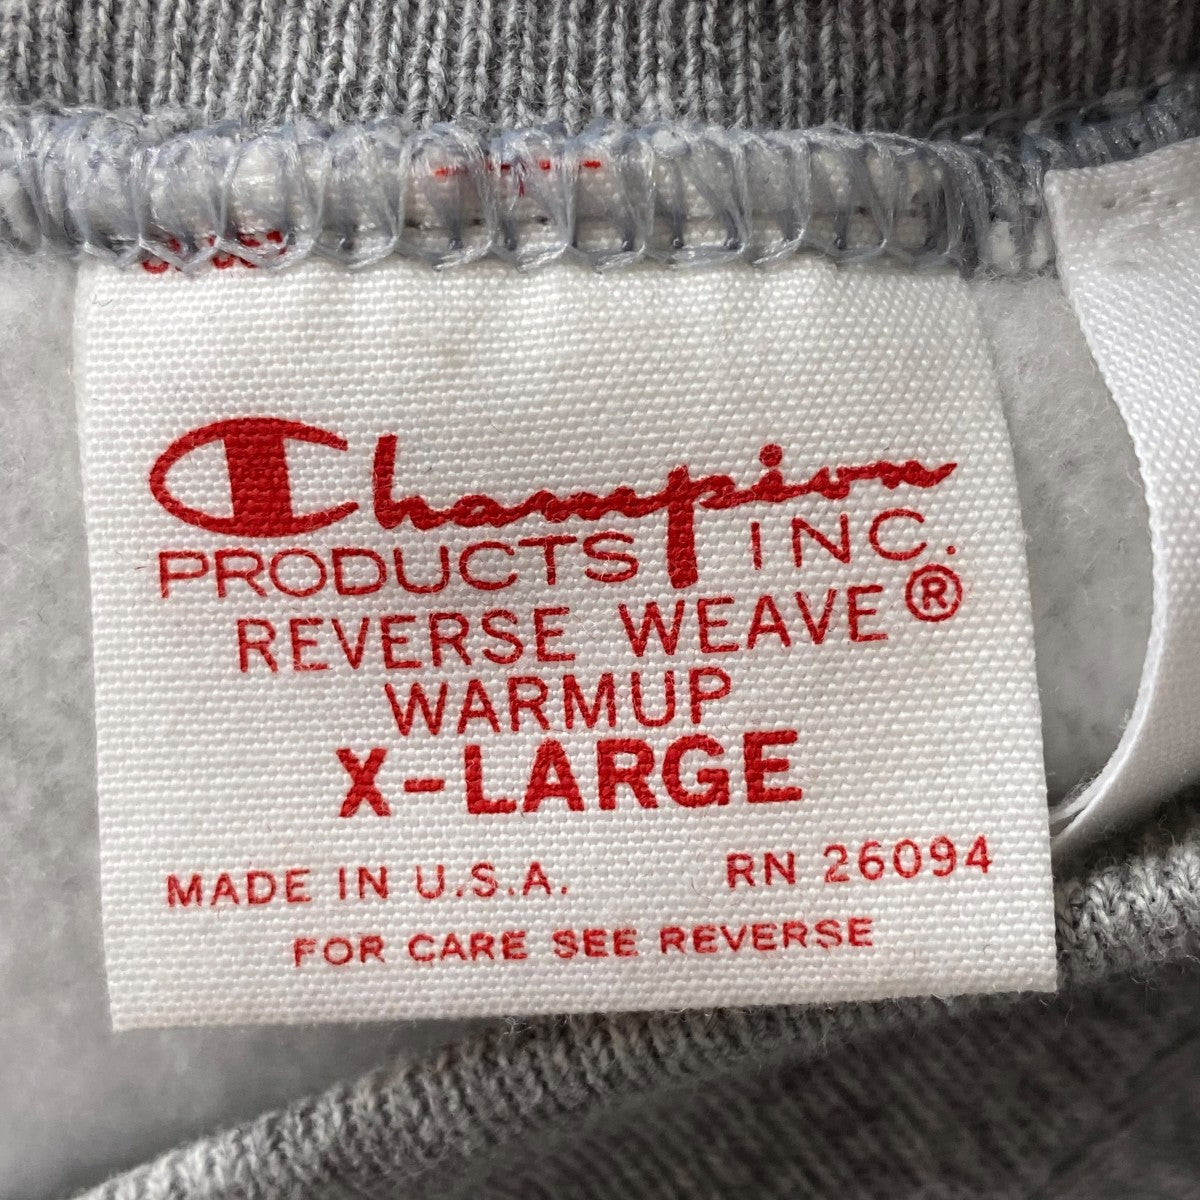 Champion
PRODUCTS INC.
REVERSE WEAVE®
WARMUP
X-LARGE
MADE IN U.S.A. RN 26094
FOR CARE SEE REVERSE